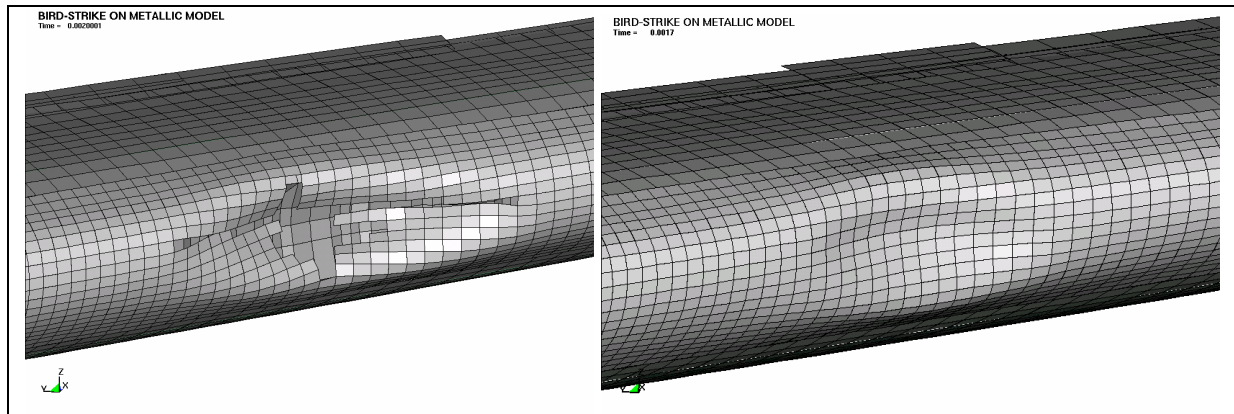 BIRD-STRIKE ON METALLIC MODEL
Time = 0.0020001
Z
Y X
BIRD-STRIKE ON METALLIC MODEL
Time = 0.0017
Z
Y X